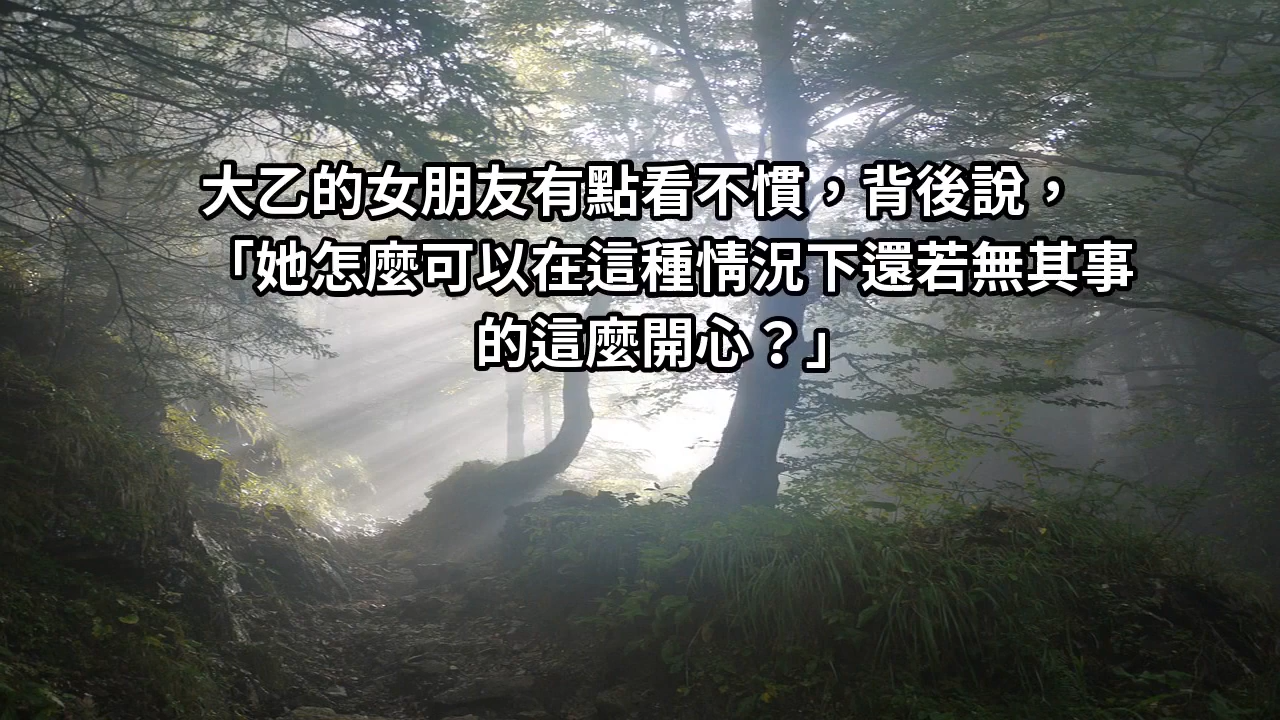 大乙的女朋友有點看不慣，背後說，
「她怎麼可以在這種情況下還若無其事
的這麼開心？」